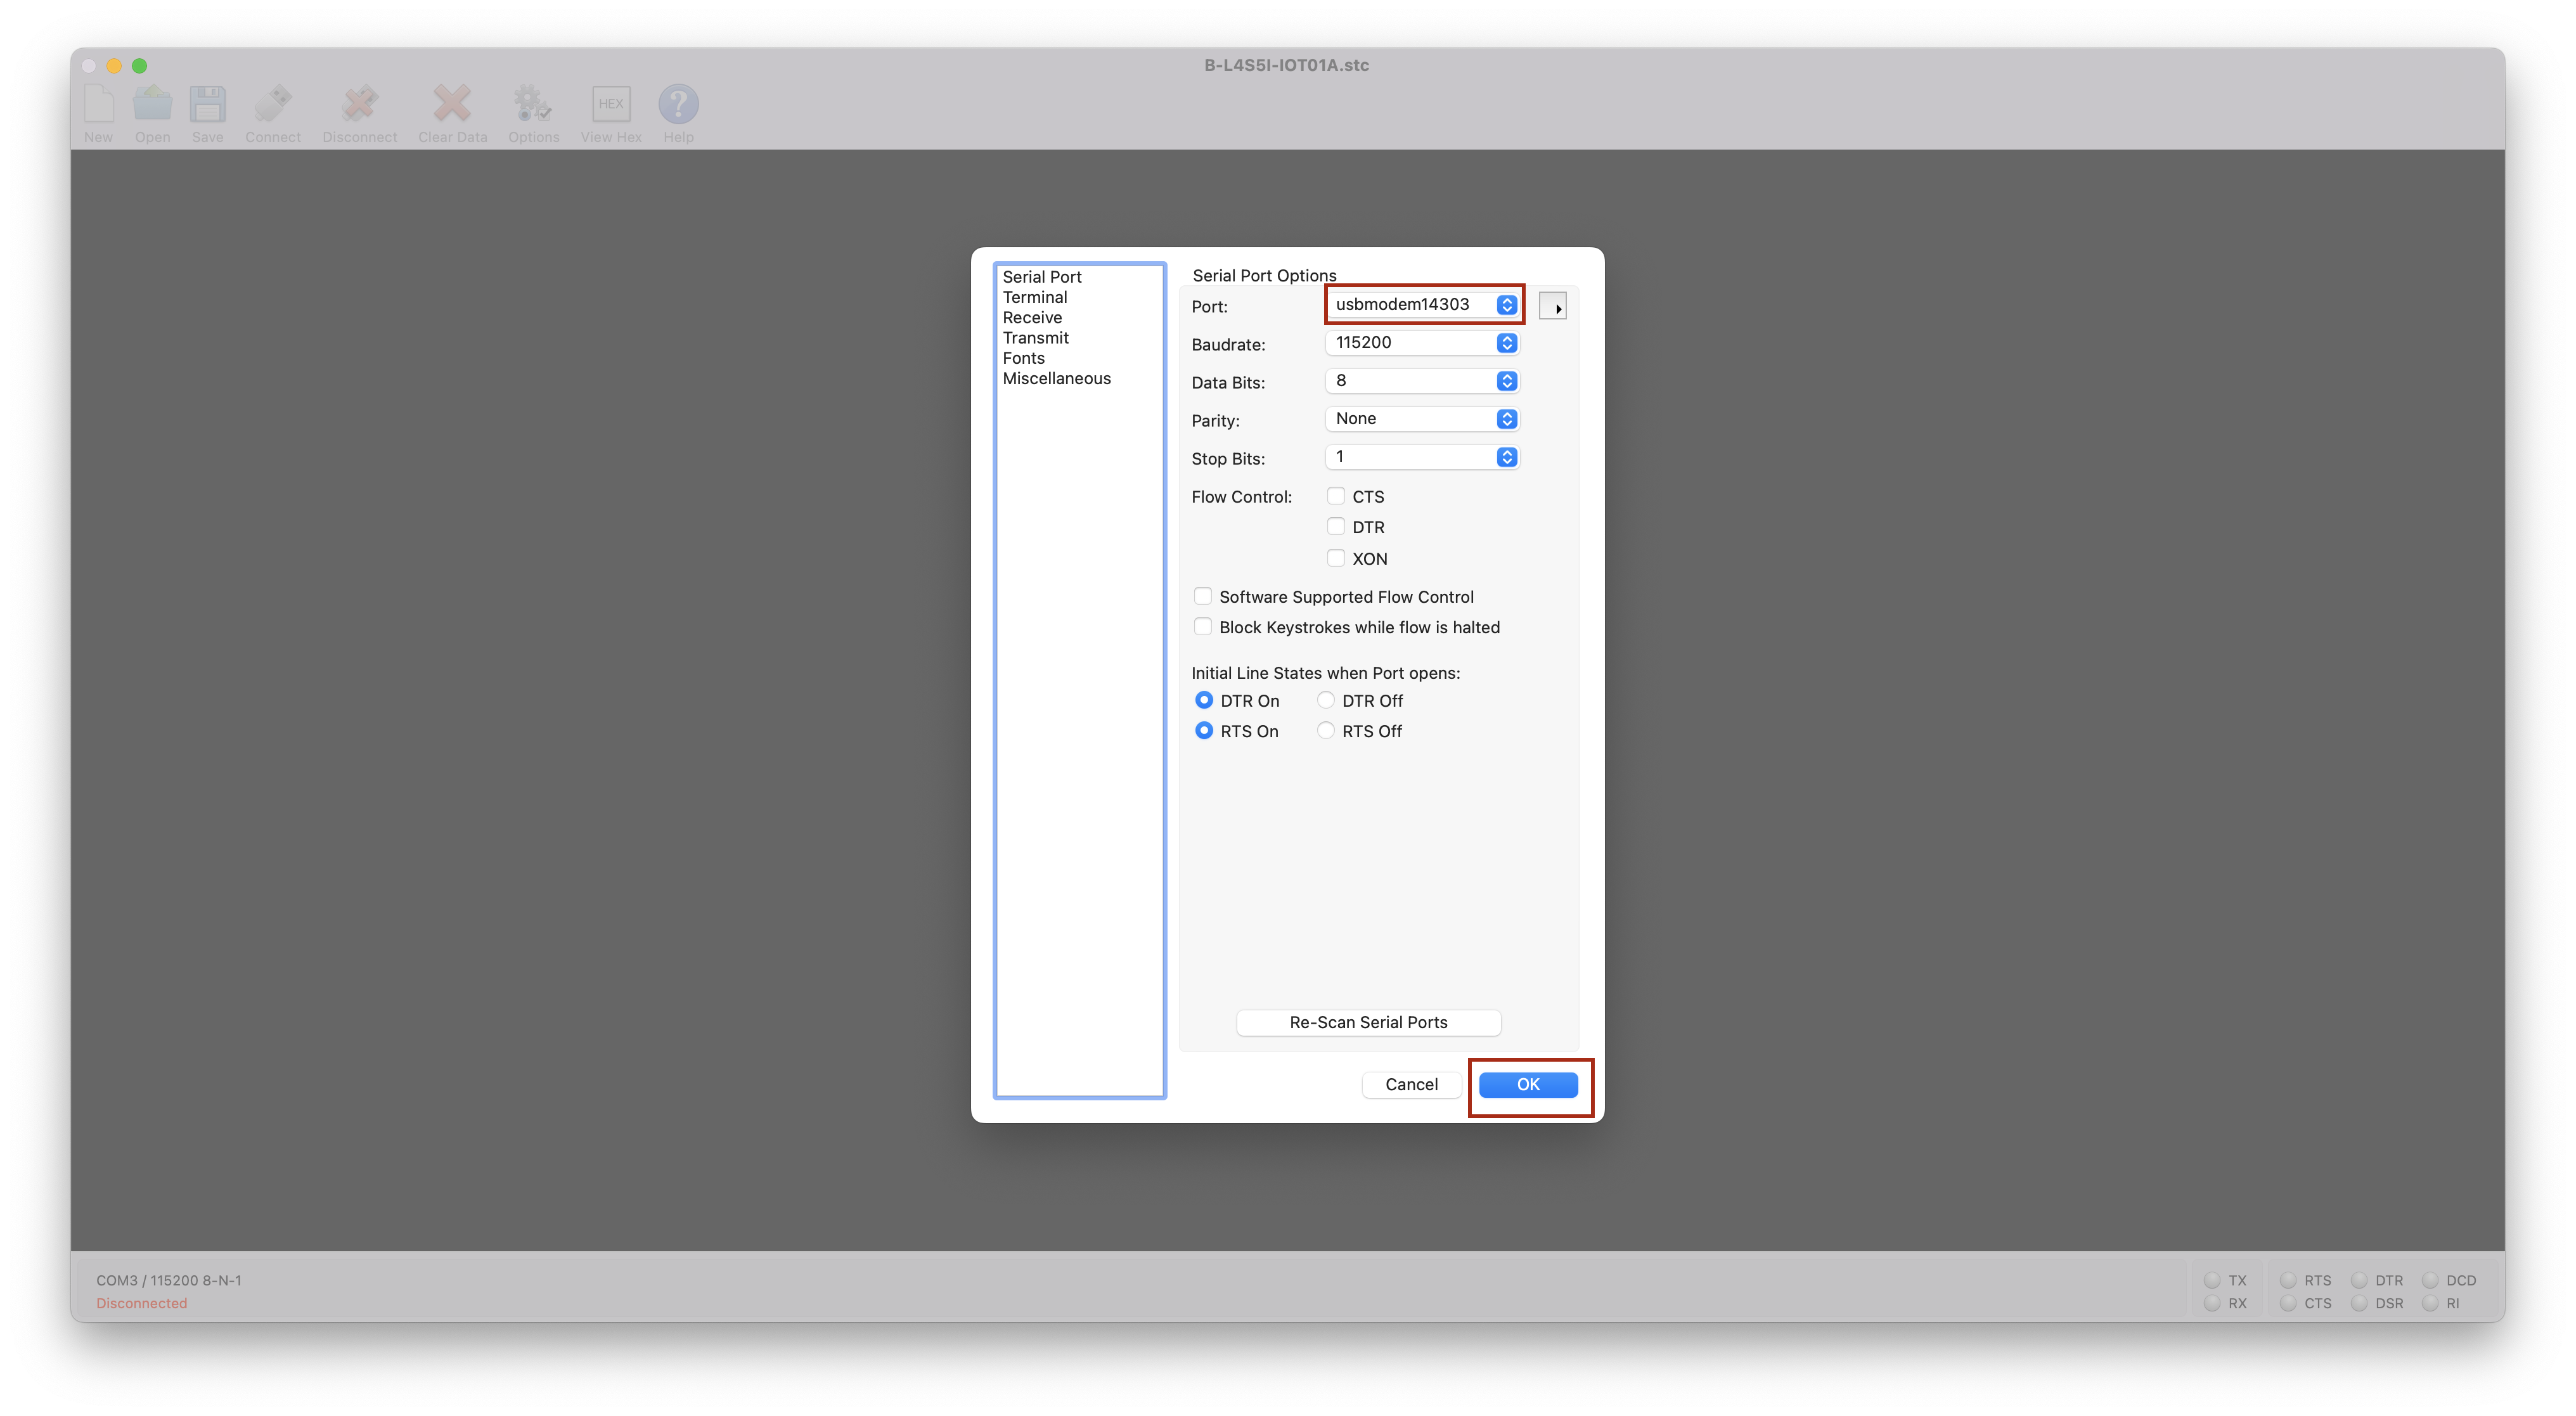 B-L4S5I-IOT01A.stc
HEX
?
New Open Save Connect Disconnect Clear Data Options View Hex Help
Serial Port
Terminal
Receive
Transmit
Fonts
Miscellaneous
Serial Port Options
Port: usbmodem14303
Baudrate: 115200
Data Bits: 8
Parity: None
Stop Bits: 1
Flow Control: CTS
DTR
XON
Software Supported Flow Control
Block Keystrokes while flow is halted
Initial Line States when Port opens:
DTR On DTR Off
RTS On RTS Off
Re-Scan Serial Ports
Cancel OK
COM3 / 115200 8-N-1
Disconnected
TX RTS DTR DCD
RX CTS DSR RI